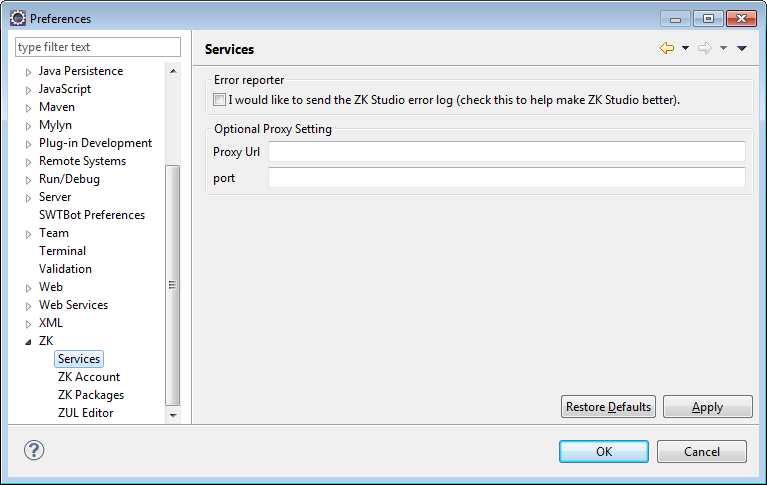 Preferences
type filter text
Java Persistence
JavaScript
Maven
Mylyn
Plug-in Development
Remote Systems
Run/Debug
Server
SWTBot Preferences
Team
Terminal
Validation
Web
Web Services
XML
ZK
Services
ZK Account
ZK Packages
ZUL Editor
Services
Error reporter
I would like to send the ZK Studio error log (check this to help make ZK Studio better).
Optional Proxy Setting
Proxy Url
port
Restore Defaults
Apply
OK
Cancel